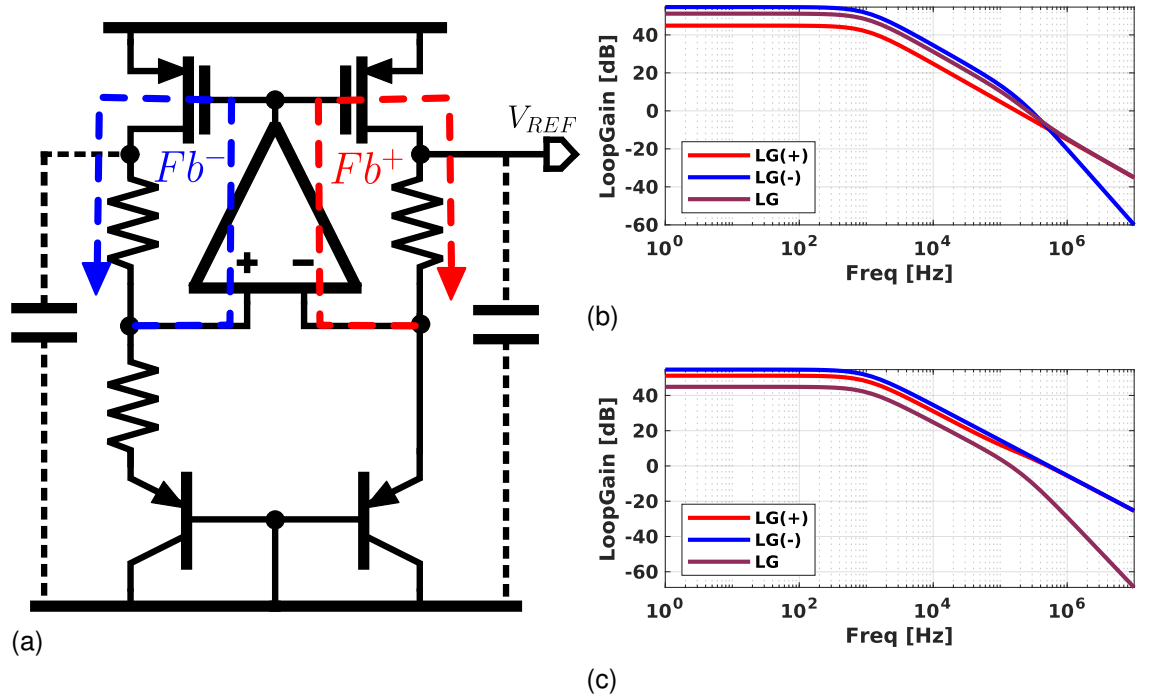 V_{REF}
Fb^-
Fb^+
+ −
(a)
LoopGain [dB]
40
20
0
-20
-40
-60
LG(+)
LG(-)
LG
10^0
10^2
10^4
10^6
Freq [Hz]
(b)
LoopGain [dB]
40
20
0
-20
-40
-60
LG(+)
LG(-)
LG
10^0
10^2
10^4
10^6
Freq [Hz]
(c)